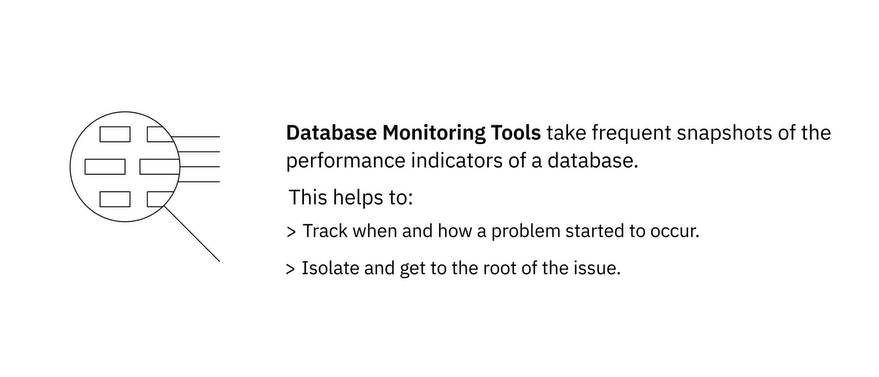 Database Monitoring Tools take frequent snapshots of the
performance indicators of a database.
This helps to:
> Track when and how a problem started to occur.
> Isolate and get to the root of the issue.